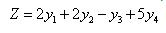 Z = 2y₁ + 2y₂ − y₃ + 5y₄